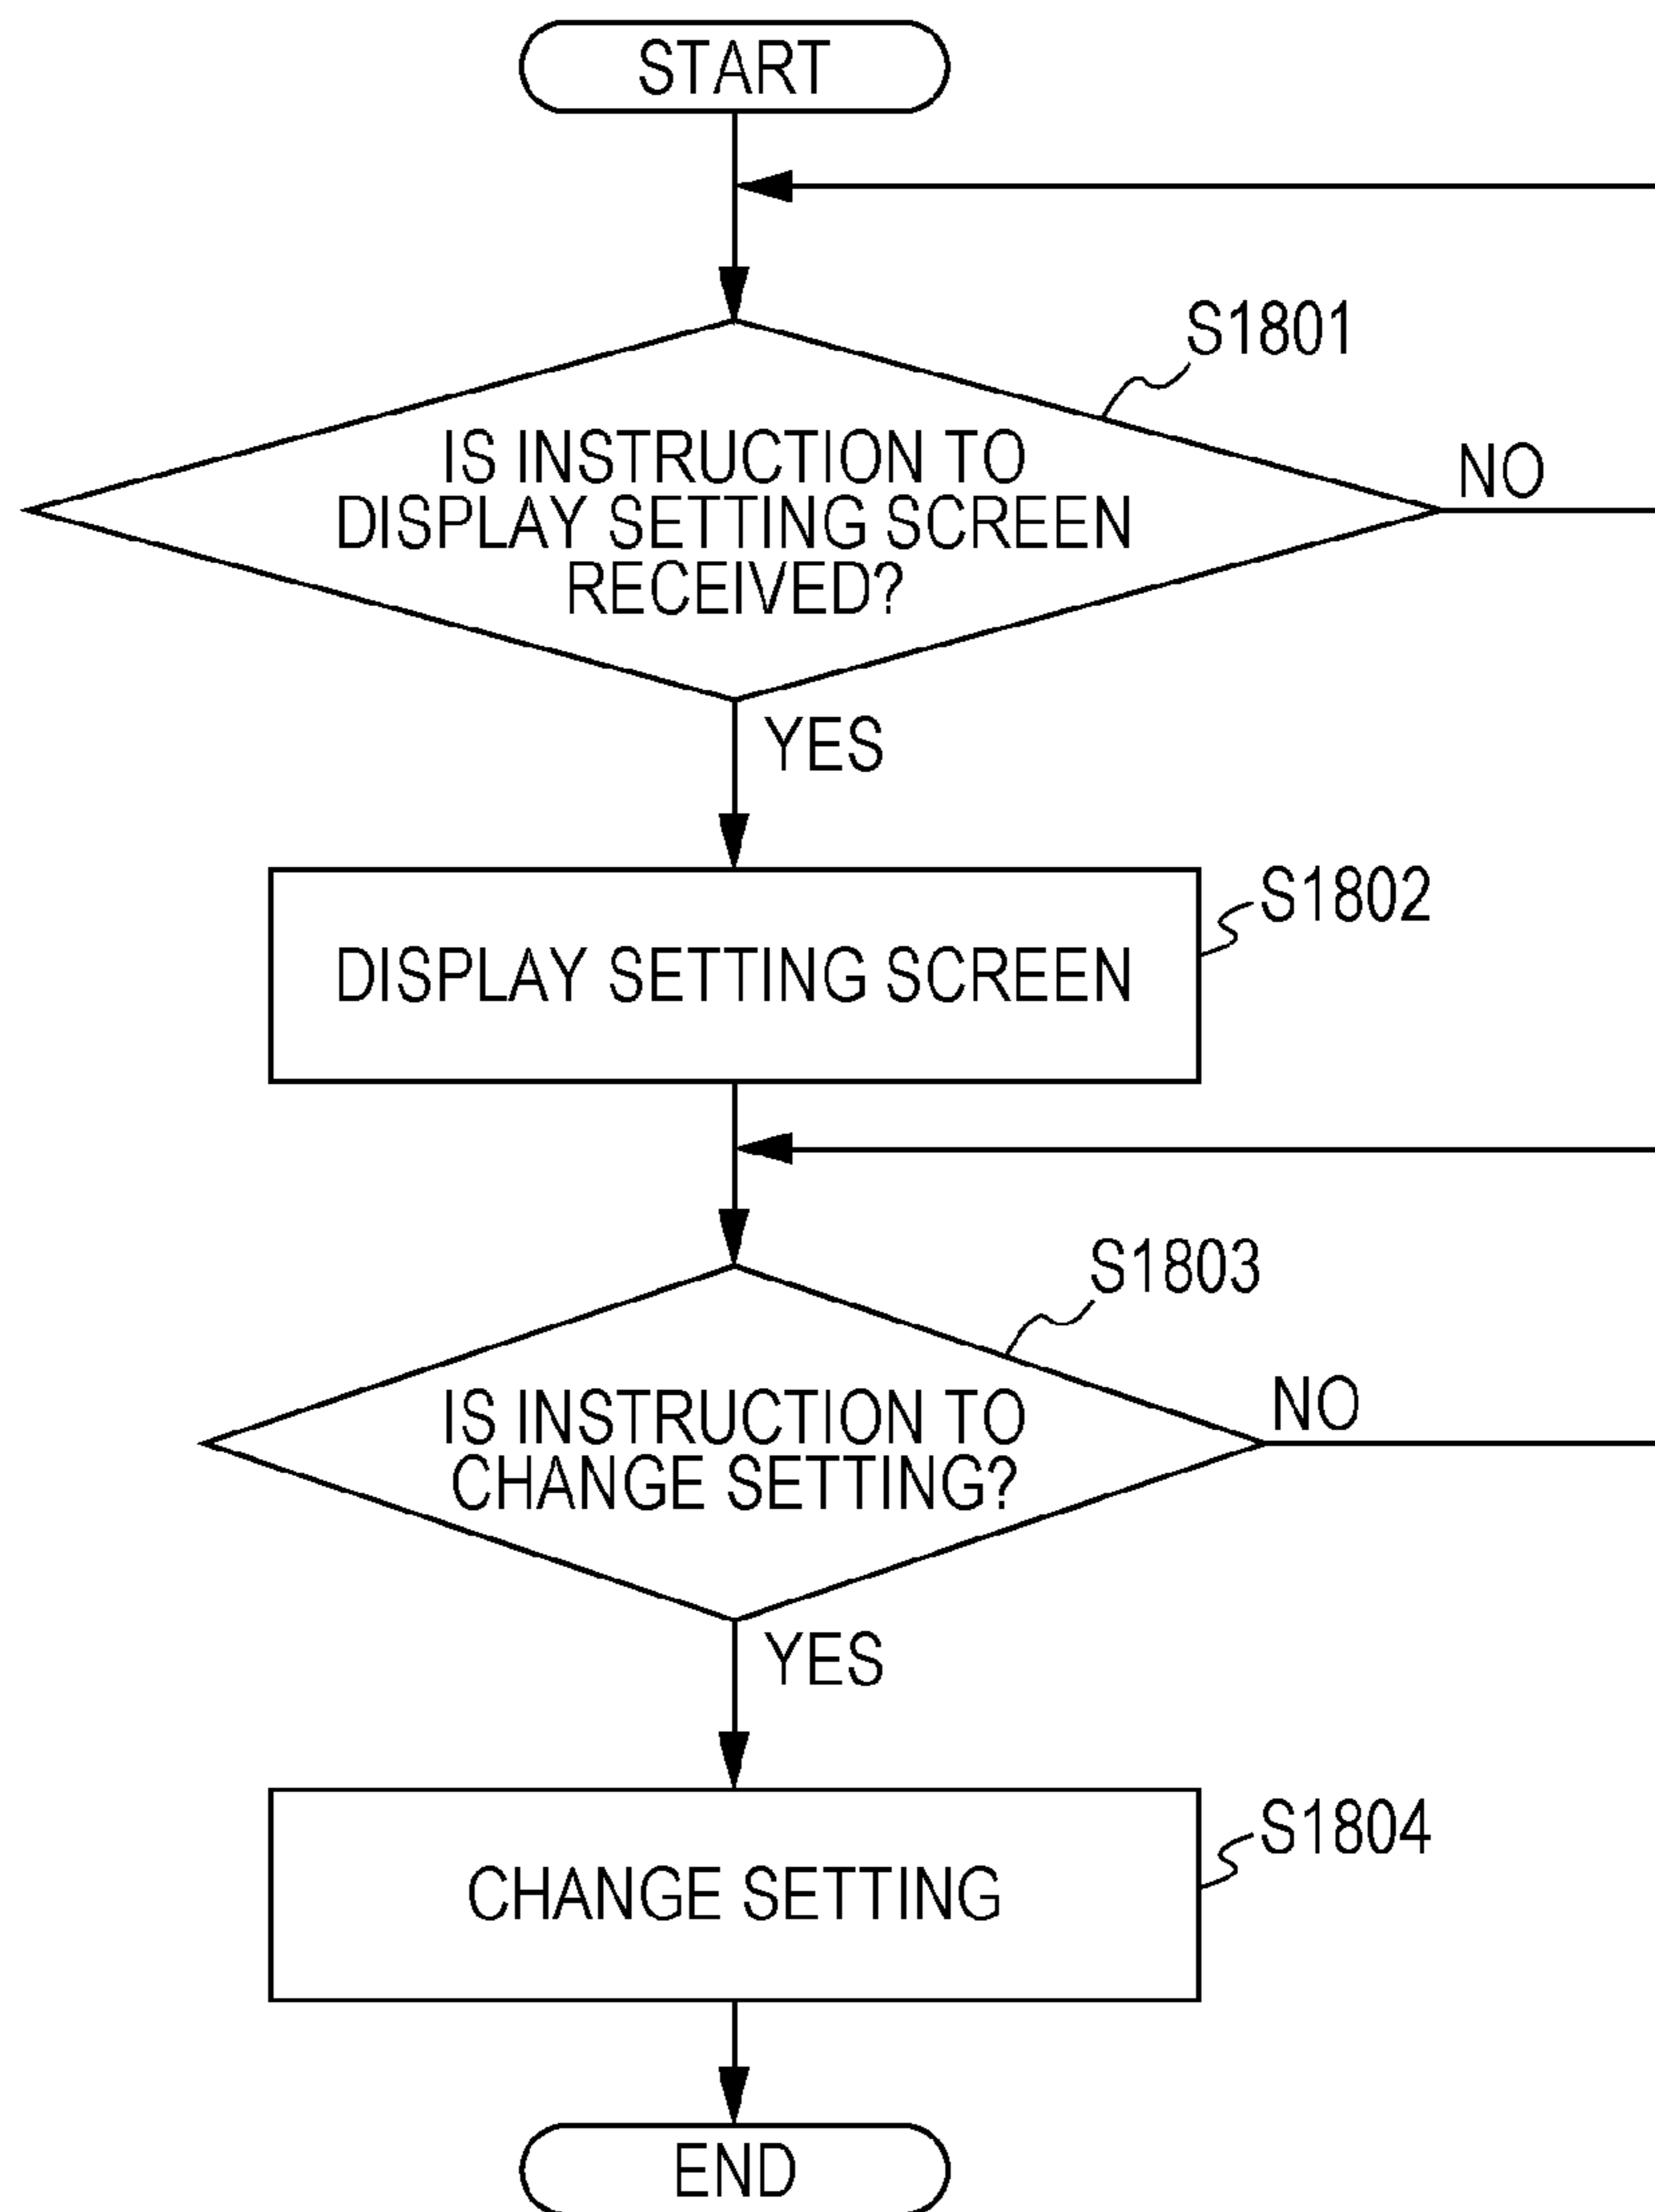 START
S1801
IS INSTRUCTION TO
DISPLAY SETTING SCREEN
RECEIVED?
NO
YES
S1802
DISPLAY SETTING SCREEN
S1803
IS INSTRUCTION TO
CHANGE SETTING?
NO
YES
S1804
CHANGE SETTING
END